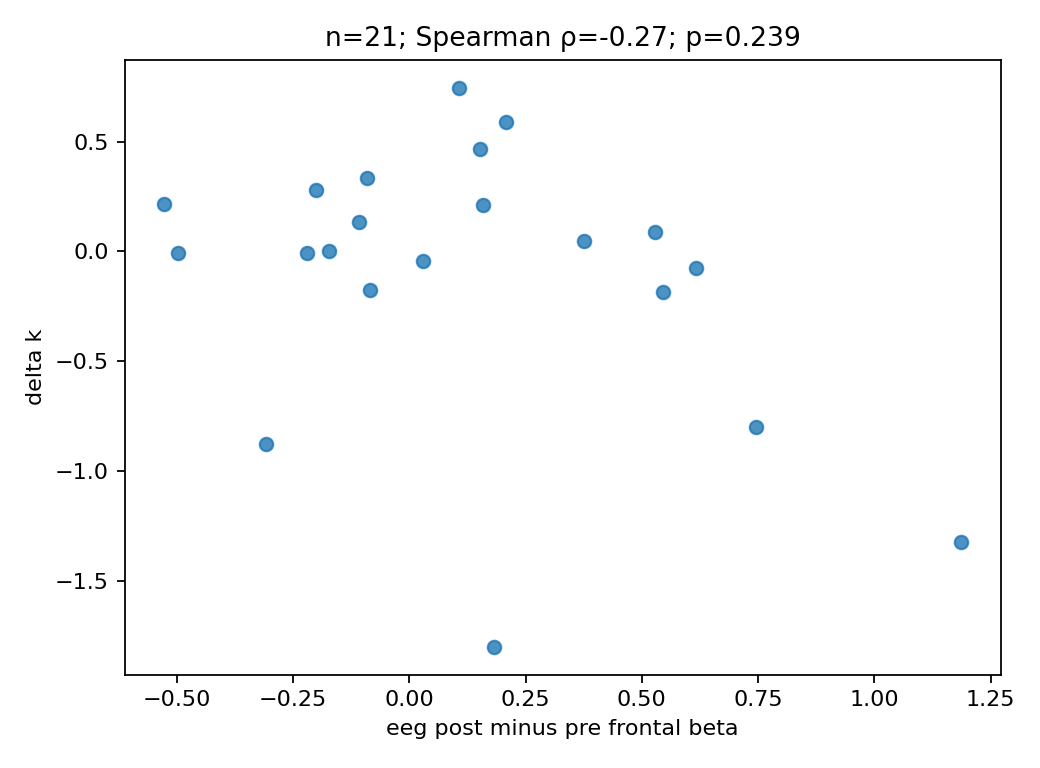 n=21; Spearman ρ=-0.27; p=0.239
delta k
0.5
0.0
−0.5
−1.0
−1.5
−0.50 −0.25 0.00 0.25 0.50 0.75 1.00 1.25
eeg post minus pre frontal beta